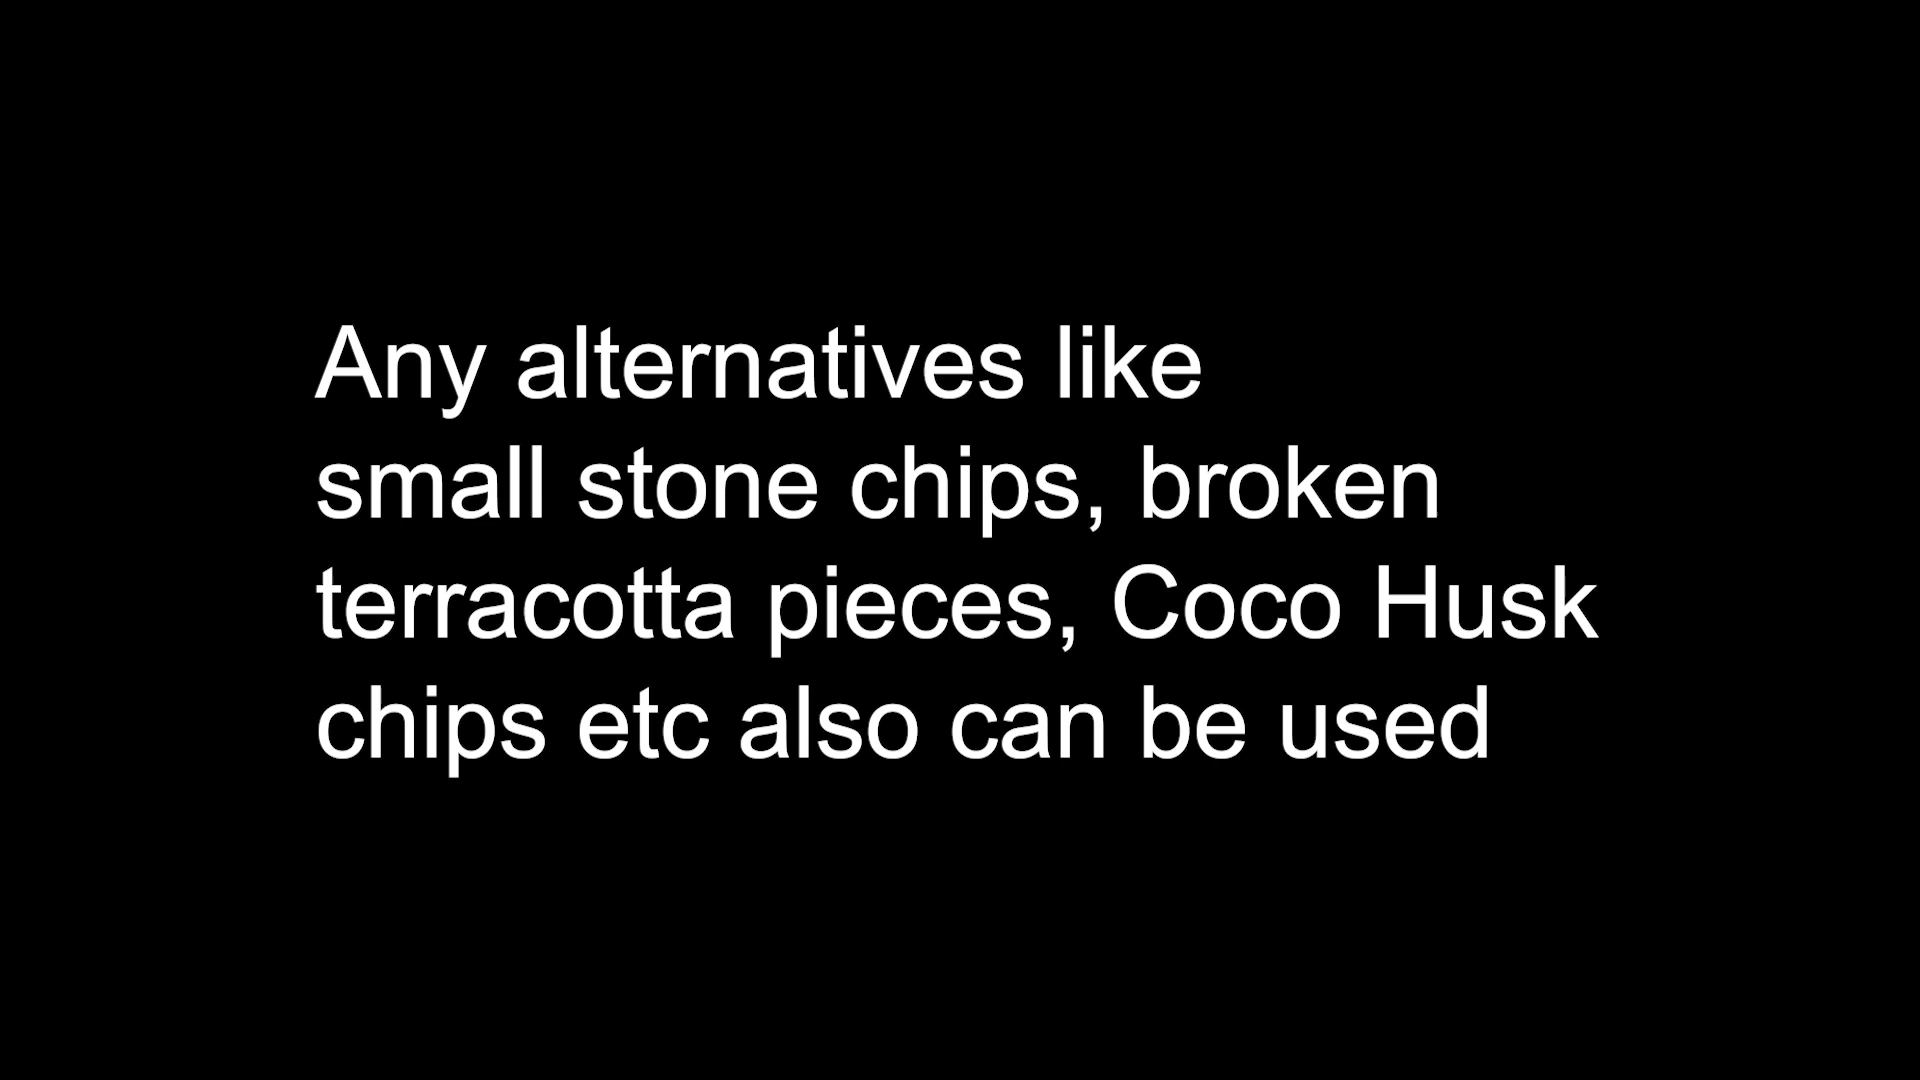 Any alternatives like
small stone chips, broken
terracotta pieces, Coco Husk
chips etc also can be used